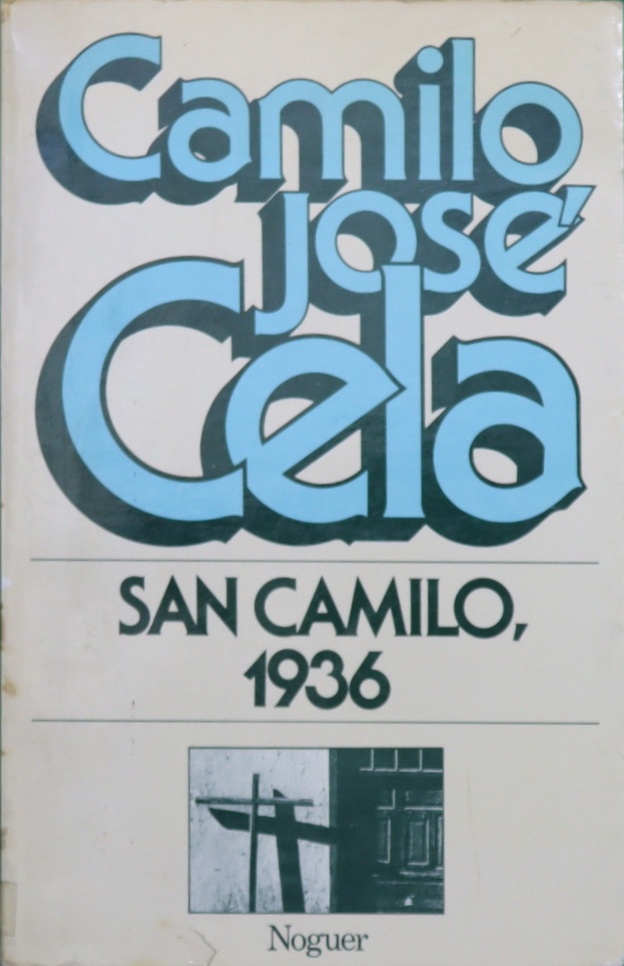 Camilo
josé
Cela
SAN CAMILO,
1936
Noguer